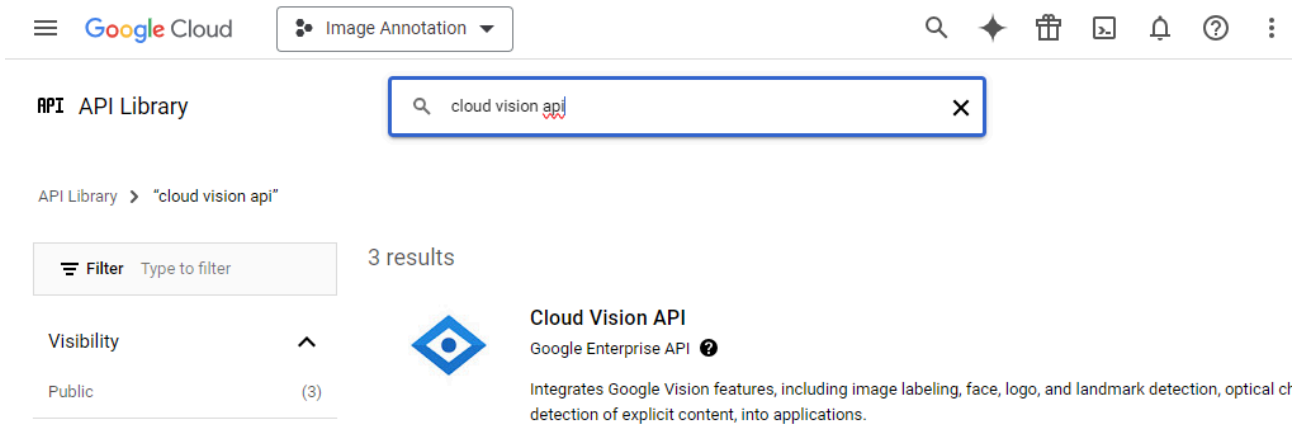 Google Cloud
Image Annotation
API API Library
cloud vision api
API Library > “cloud vision api”
Filter Type to filter
3 results
Visibility
Public (3)
Cloud Vision API
Google Enterprise API
Integrates Google Vision features, including image labeling, face, logo, and landmark detection, optical ch
detection of explicit content, into applications.